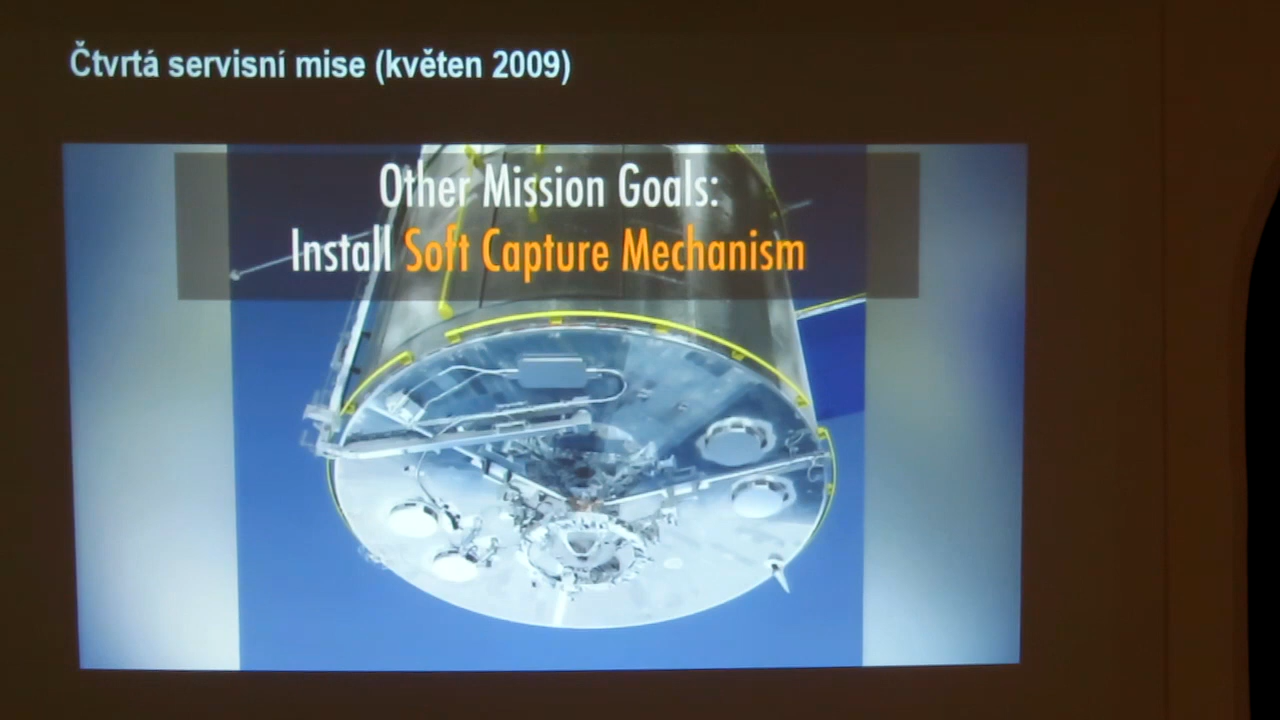 Čtvrtá servisní mise (květen 2009)
Other Mission Goals:
Install Soft Capture Mechanism